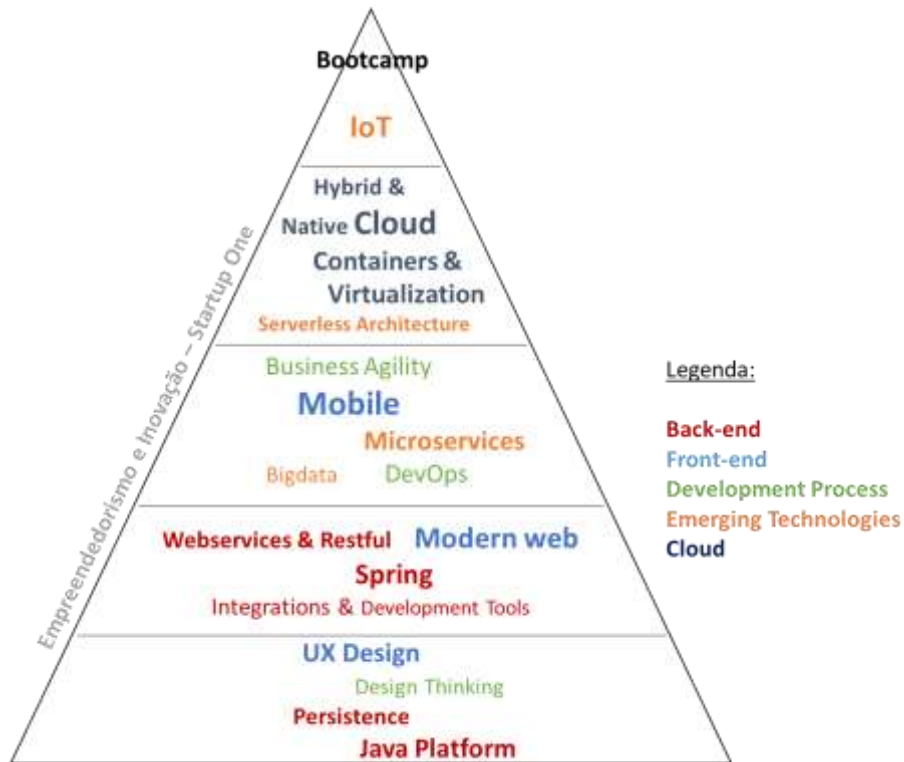 Bootcamp
IoT
Hybrid &
Native Cloud
Containers &
Virtualization
Serverless Architecture
Business Agility
Mobile
Microservices
Bigdata DevOps
Webservices & Restful Modern web
Spring
Integrations & Development Tools
UX Design
Design Thinking
Persistence
Java Platform
Empreendedorismo e Inovação – Startup One
Legenda:
Back-end
Front-end
Development Process
Emerging Technologies
Cloud